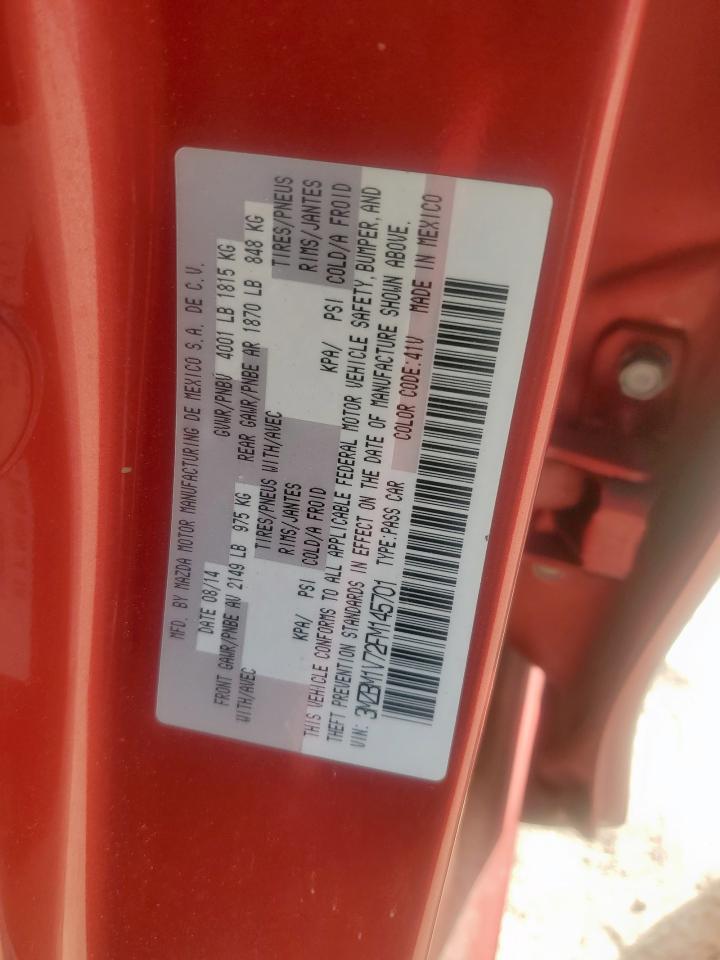 MFD. BY MAZDA MOTOR MANUFACTURING DE MEXICO S.A. DE C.V.
DATE 08/14 GVWR/PNBV 4001 LB 1815 KG
FRONT GAWR/PNBE AV 2149 LB 975 KG REAR GAWR/PNBE AR 1870 LB 848 KG
WITH/AVEC TIRES/PNEUS WITH/AVEC TIRES/PNEUS
RIMS/JANTES RIMS/JANTES
KPA/ PSI COLD/A FROID KPA/ PSI COLD/A FROID
THIS VEHICLE CONFORMS TO ALL APPLICABLE FEDERAL MOTOR VEHICLE SAFETY, BUMPER, AND
THEFT PREVENTION STANDARDS IN EFFECT ON THE DATE OF MANUFACTURE SHOWN ABOVE.
VIN: 3MZBM1V72FM145701 TYPE:PASS CAR COLOR CODE:41V MADE IN MEXICO